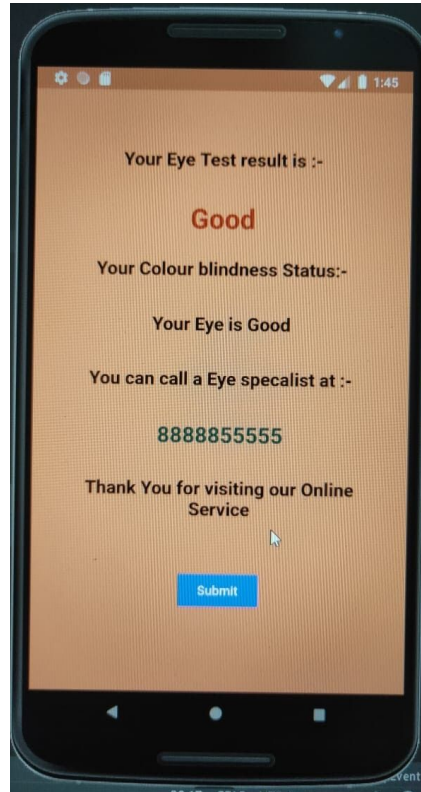 1:45
Your Eye Test result is :-
Good
Your Colour blindness Status:-
Your Eye is Good
You can call a Eye specalist at :-
8888855555
Thank You for visiting our Online
Service
Submit
Event